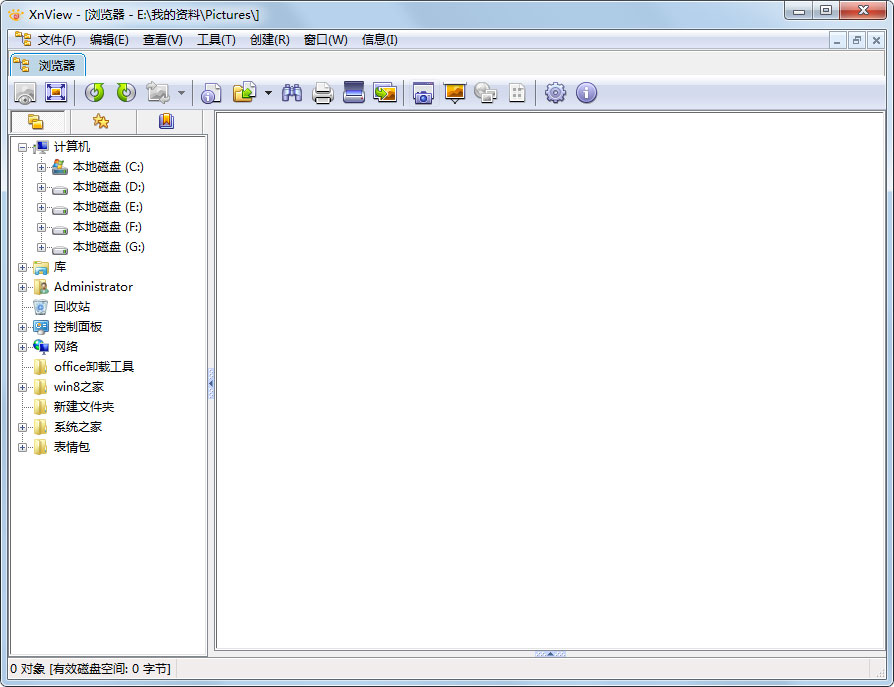 XnView - [浏览器 - E:\我的资料\Pictures\]
文件(F) 编辑(E) 查看(V) 工具(T) 创建(R) 窗口(W) 信息(I)
浏览器
计算机
本地磁盘 (C:)
本地磁盘 (D:)
本地磁盘 (E:)
本地磁盘 (F:)
本地磁盘 (G:)
库
Administrator
回收站
控制面板
网络
office卸载工具
win8之家
新建文件夹
系统之家
表情包
0 对象 [有效磁盘空间: 0 字节]